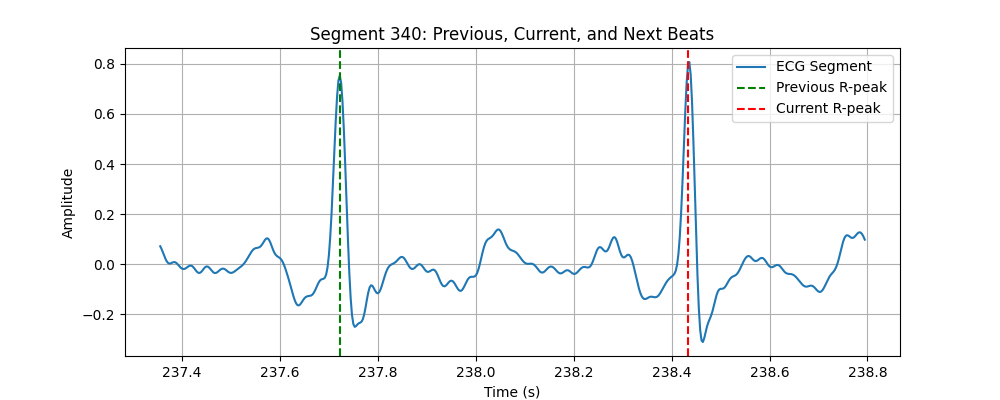 Segment 340: Previous, Current, and Next Beats
ECG Segment
Previous R-peak
Current R-peak
Amplitude
0.8
0.6
0.4
0.2
0.0
−0.2
237.4 237.6 237.8 238.0 238.2 238.4 238.6 238.8
Time (s)